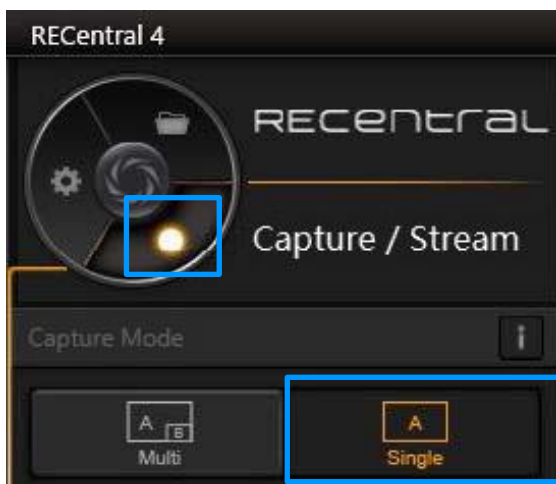 RECentral 4
RECentral
Capture / Stream
Capture Mode
i
A B
Multi
A
Single